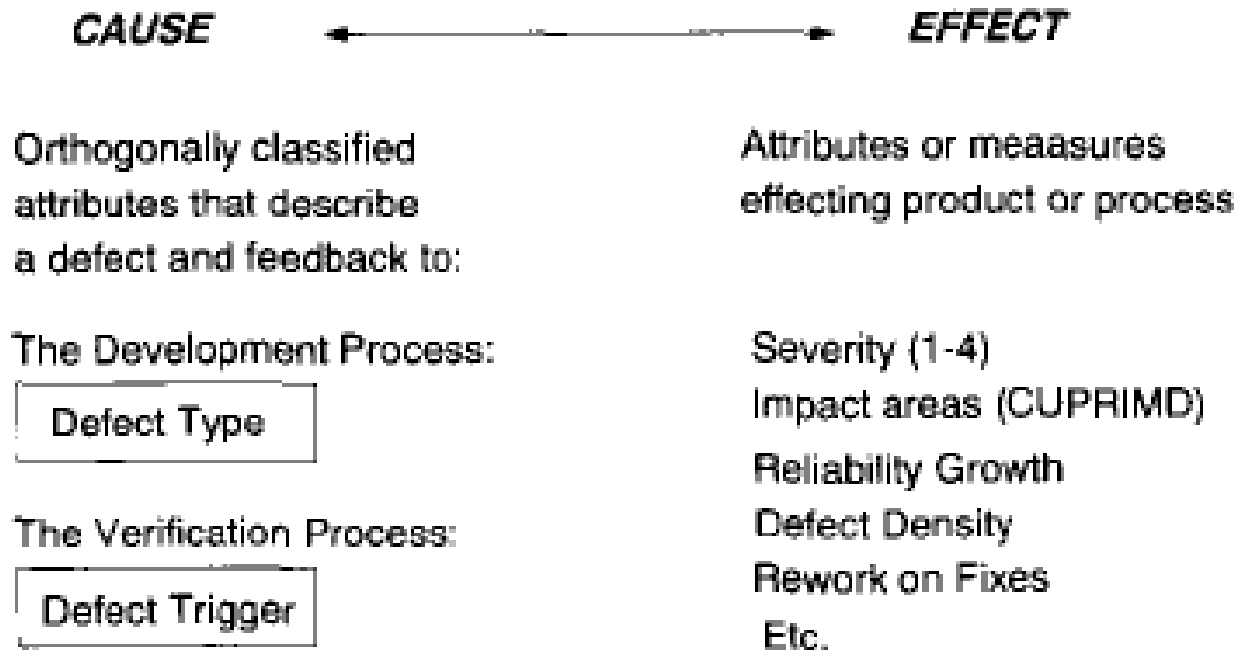 CAUSE EFFECT
Orthogonally classified
attributes that describe
a defect and feedback to:
The Development Process:
Defect Type
The Verification Process:
Defect Trigger
Attributes or meaasures
effecting product or process
Severity (1-4)
Impact areas (CUPRIMD)
Reliability Growth
Defect Density
Rework on Fixes
Etc.